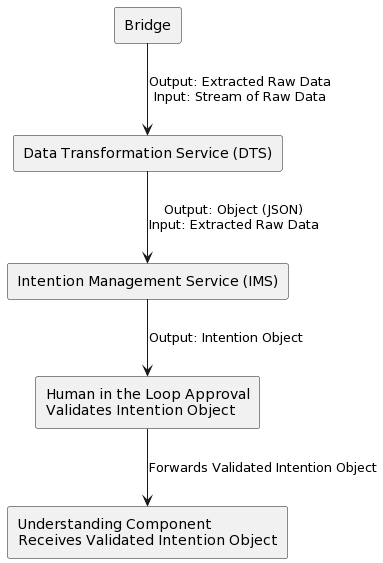 Bridge
Output: Extracted Raw Data
Input: Stream of Raw Data
Data Transformation Service (DTS)
Output: Object (JSON)
Input: Extracted Raw Data
Intention Management Service (IMS)
Output: Intention Object
Human in the Loop Approval
Validates Intention Object
Forwards Validated Intention Object
Understanding Component
Receives Validated Intention Object